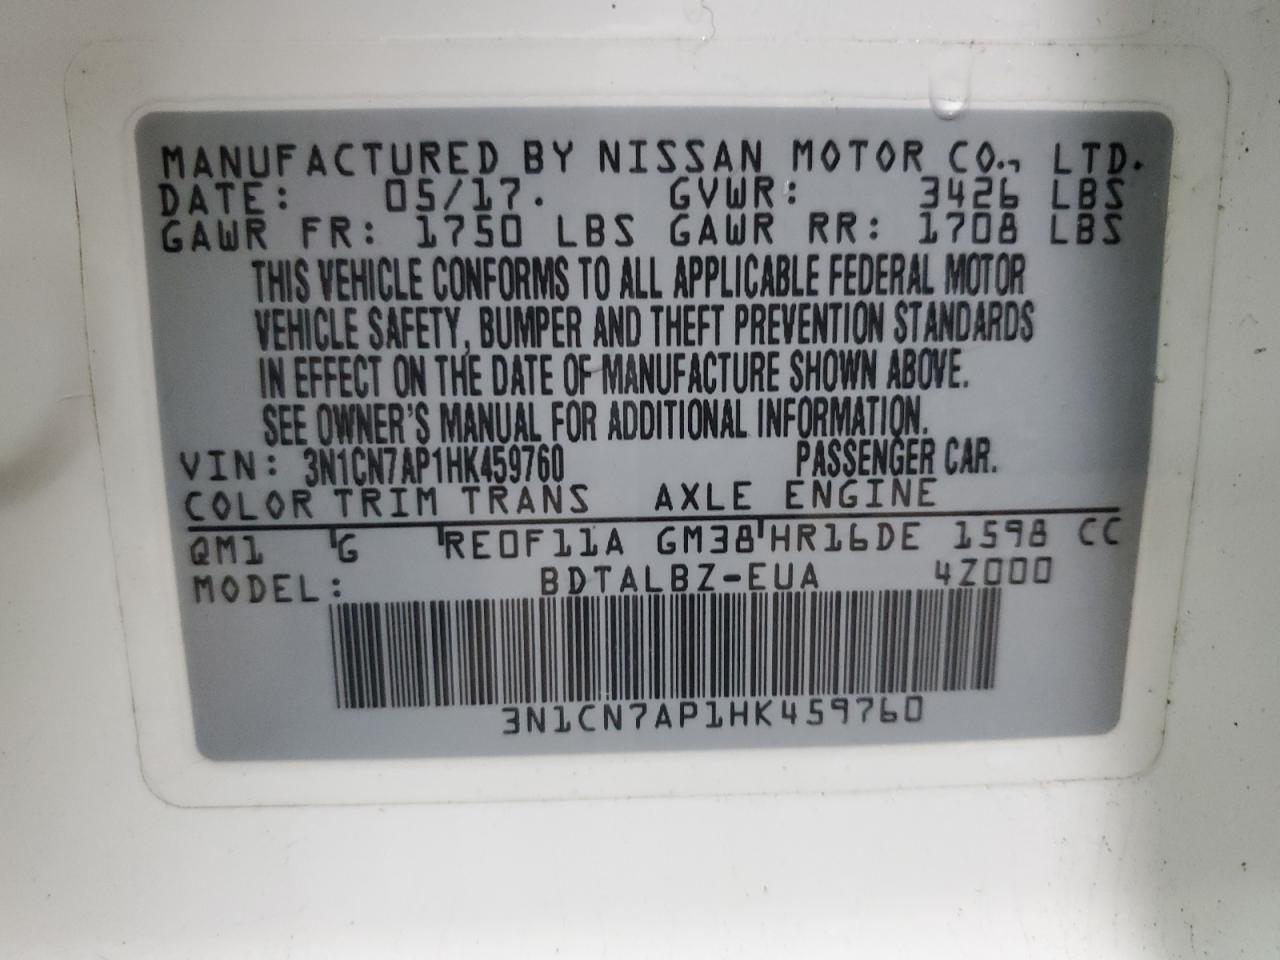 MANUFACTURED BY NISSAN MOTOR CO., LTD.
DATE: 05/17. GVWR: 3426 LBS
GAWR FR: 1750 LBS GAWR RR: 1708 LBS
THIS VEHICLE CONFORMS TO ALL APPLICABLE FEDERAL MOTOR
VEHICLE SAFETY, BUMPER AND THEFT PREVENTION STANDARDS
IN EFFECT ON THE DATE OF MANUFACTURE SHOWN ABOVE.
SEE OWNER'S MANUAL FOR ADDITIONAL INFORMATION.
VIN: 3N1CN7AP1HK459760 PASSENGER CAR.
COLOR TRIM TRANS AXLE ENGINE
QM1 G RE0F11A GM38 HR16DE 1598 CC
MODEL: BDTALBZ-EUA 4Z000
3N1CN7AP1HK459760